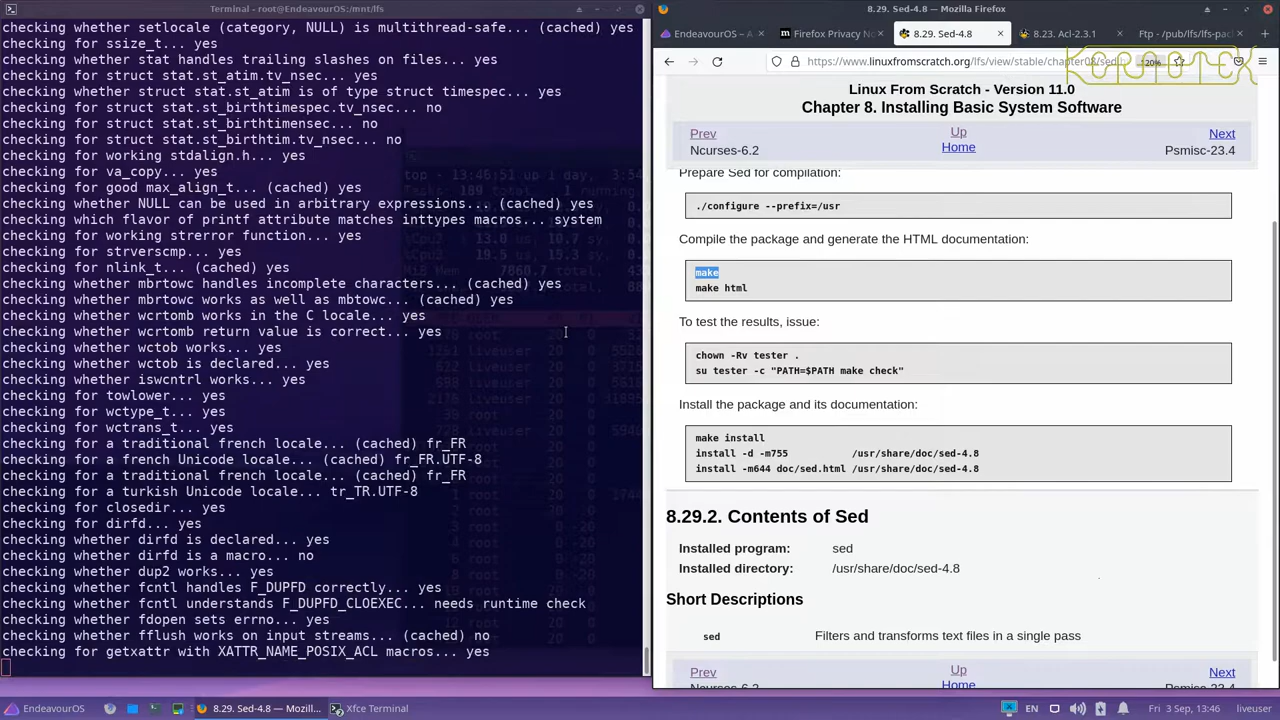 Terminal - root@EndeavourOS:/mnt/lfs
checking whether setlocale (category, NULL) is multithread-safe... (cached) yes
checking for ssize_t... yes
checking whether stat handles trailing slashes on files... yes
checking for struct stat.st_atim.tv_nsec... yes
checking whether struct stat.st_atim is of type struct timespec... yes
checking for struct stat.st_birthtimespec.tv_nsec... no
checking for struct stat.st_birthtimensec... no
checking for struct stat.st_birthtim.tv_nsec... no
checking for working stdalign.h... yes
checking for va_copy... yes
checking for good max_align_t... (cached) yes
checking whether NULL can be used in arbitrary expressions... (cached) yes
checking which flavor of printf attribute matches inttypes macros... system
checking for working strerror function... yes
checking for strverscmp... yes
checking for nlink_t... (cached) yes
checking whether mbrtowc handles incomplete characters... (cached) yes
checking whether mbrtowc works as well as mbtowc... (cached) yes
checking whether wcrtomb works in the C locale... yes
checking whether wcrtomb return value is correct... yes
checking whether wctob works... yes
checking whether wctob is declared... yes
checking whether iswcntrl works... yes
checking for towlower... yes
checking for wctype_t... yes
checking for wctrans_t... yes
checking for a traditional french locale... (cached) fr_FR
checking for a french Unicode locale... (cached) fr_FR.UTF-8
checking for a traditional french locale... (cached) fr_FR
checking for a turkish Unicode locale... tr_TR.UTF-8
checking for closedir... yes
checking for dirfd... yes
checking whether dirfd is declared... yes
checking whether dirfd is a macro... no
checking whether dup2 works... yes
checking whether fcntl handles F_DUPFD correctly... yes
checking whether fcntl understands F_DUPFD_CLOEXEC... needs runtime check
checking whether fdopen sets errno... yes
checking whether fflush works on input streams... (cached) no
checking for getxattr with XATTR_NAME_POSIX_ACL macros... yes
8.29. Sed-4.8 — Mozilla Firefox
EndeavourOS –
Firefox Privacy No
8.29. Sed-4.8
8.23. Acl-2.3.1
Ftp - /pub/lfs/lfs-pac
https://www.linuxfromscratch.org/lfs/view/stable/chapter08/sed
120%
Linux From Scratch - Version 11.0
Chapter 8. Installing Basic System Software
Prev Up Next
Ncurses-6.2 Home Psmisc-23.4
Prepare Sed for compilation:
./configure --prefix=/usr
Compile the package and generate the HTML documentation:
make
make html
To test the results, issue:
chown -Rv tester .
su tester -c "PATH=$PATH make check"
Install the package and its documentation:
make install
install -d -m755 /usr/share/doc/sed-4.8
install -m644 doc/sed.html /usr/share/doc/sed-4.8
8.29.2. Contents of Sed
Installed program: sed
Installed directory: /usr/share/doc/sed-4.8
Short Descriptions
sed Filters and transforms text files in a single pass
Prev Up Next
Ncurses-6.2 Home Psmisc-23.4
EndeavourOS
8.29. Sed-4.8 — Mozill...
Xfce Terminal
EN
Fri 3 Sep, 13:46
liveuser